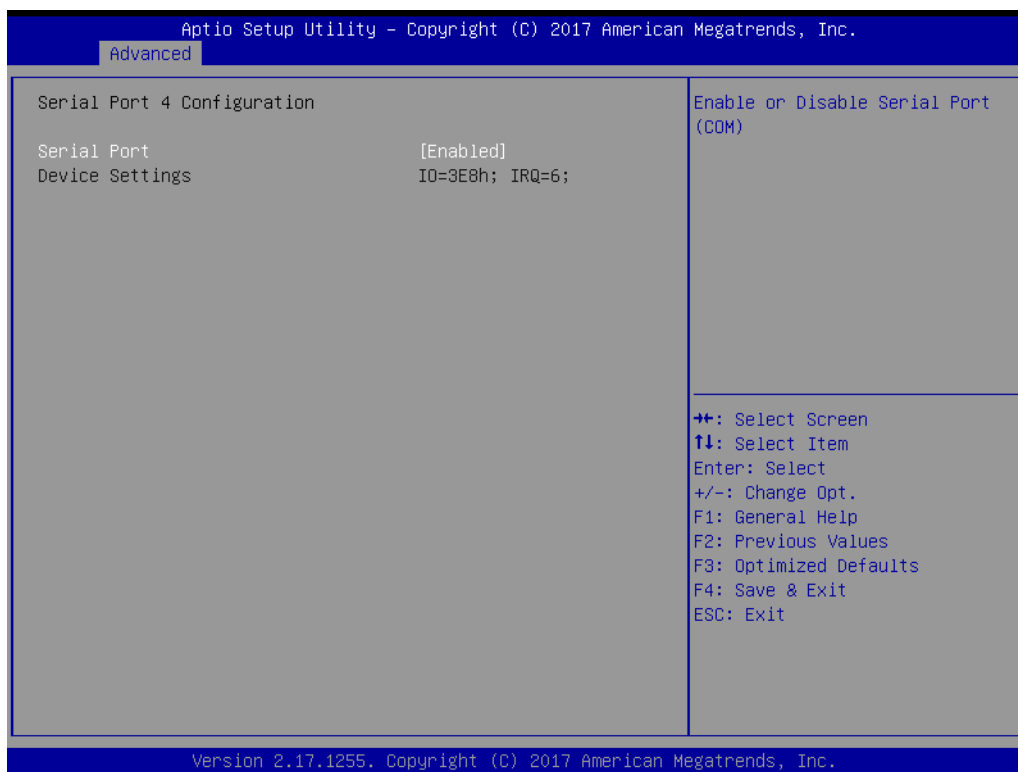 Aptio Setup Utility – Copyright (C) 2017 American Megatrends, Inc.
Advanced
Serial Port 4 Configuration
Serial Port [Enabled]
Device Settings IO=3E8h; IRQ=6;
Enable or Disable Serial Port
(COM)
→←: Select Screen
↑↓: Select Item
Enter: Select
+/-: Change Opt.
F1: General Help
F2: Previous Values
F3: Optimized Defaults
F4: Save & Exit
ESC: Exit
Version 2.17.1255. Copyright (C) 2017 American Megatrends, Inc.